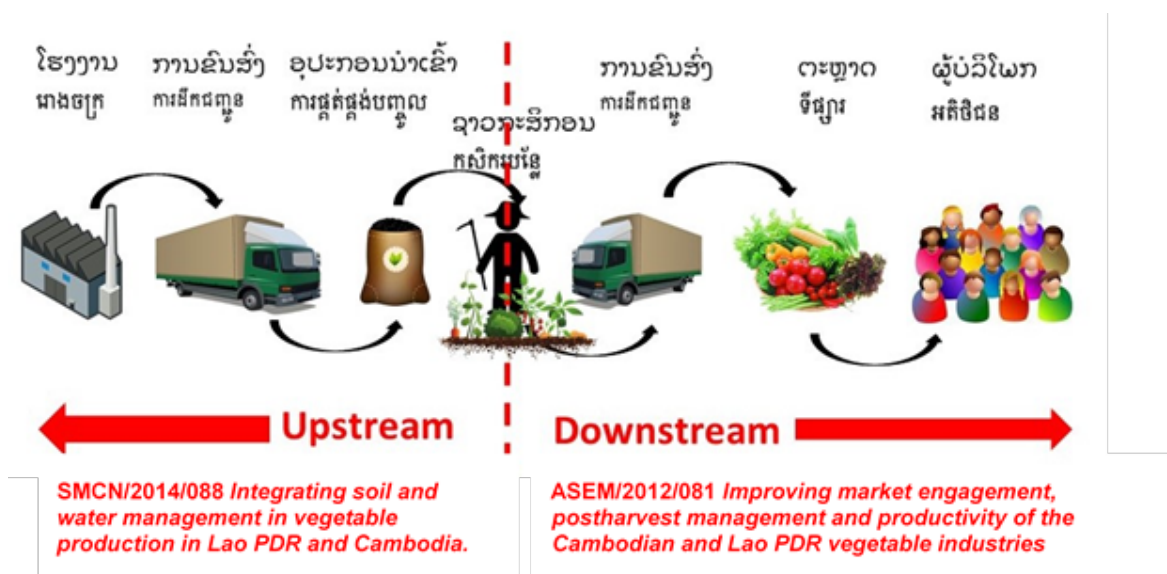 ໂຮງງານ
រោងចក្រ
ການຂົນສົ່ງ
ការដឹកជញ្ជូន
ອຸປະກອນນຳເຂົ້າ
ការផ្គត់ផ្គង់បញ្ចូល
ຊາວກະສິກອນ
កសិករបន្លែ
ການຂົນສົ່ງ
ការដឹកជញ្ជូន
ຕະຫຼາດ
ទីផ្សារ
ຜູ້ບໍລິໂພກ
អតិថិជន
Upstream
Downstream
SMCN/2014/088 Integrating soil and
water management in vegetable
production in Lao PDR and Cambodia.
ASEM/2012/081 Improving market engagement,
postharvest management and productivity of the
Cambodian and Lao PDR vegetable industries